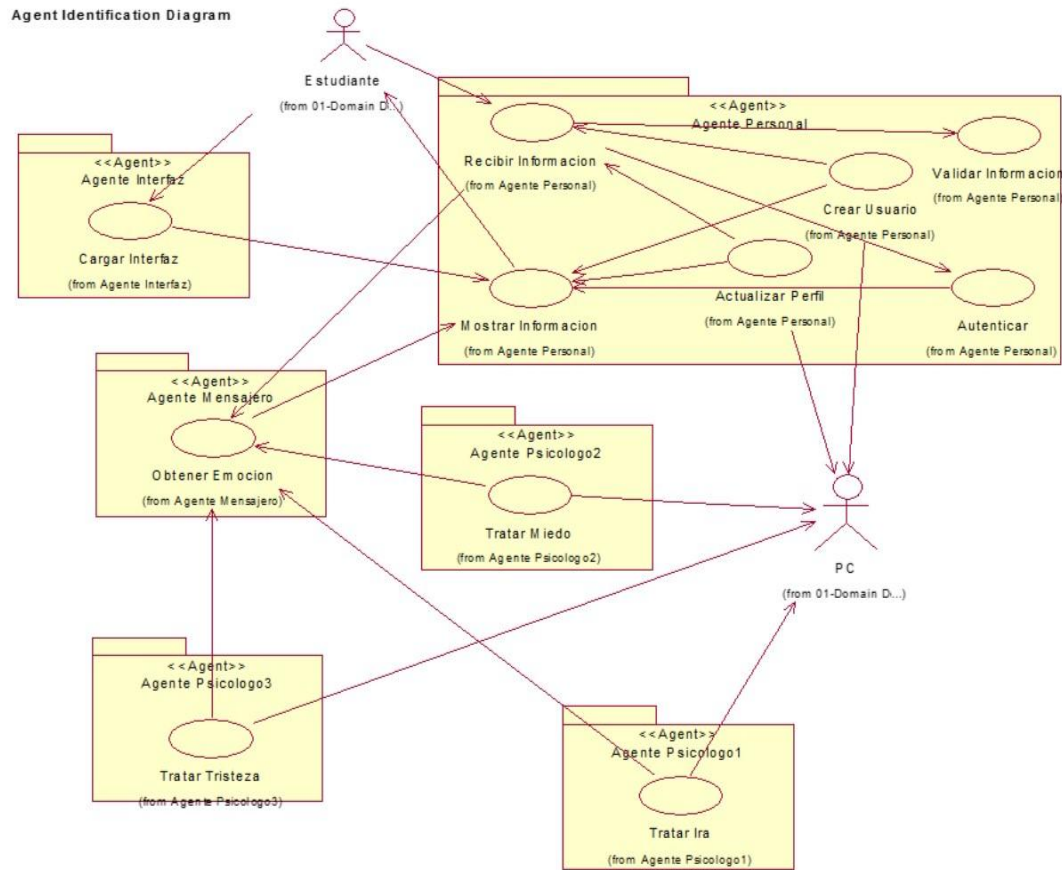 Agent Identification Diagram
Estudiante
(from 01-Domain D...)
<<Agent>>
Agente Personal
Recibir Informacion
(from Agente Personal)
Validar Informacion
(from Agente Personal)
Crear Usuario
(from Agente Personal)
<<Agent>>
Agente Interfaz
Cargar Interfaz
(from Agente Interfaz)
Mostrar Informacion
(from Agente Personal)
Actualizar Perfil
(from Agente Personal)
Autenticar
(from Agente Personal)
<<Agent>>
Agente Mensajero
Obtener Emocion
(from Agente Mensajero)
<<Agent>>
Agente Psicologo2
Tratar Miedo
(from Agente Psicologo2)
PC
(from 01-Domain D...)
<<Agent>>
Agente Psicologo3
Tratar Tristeza
(from Agente Psicologo3)
<<Agent>>
Agente Psicologo1
Tratar Ira
(from Agente Psicologo1)